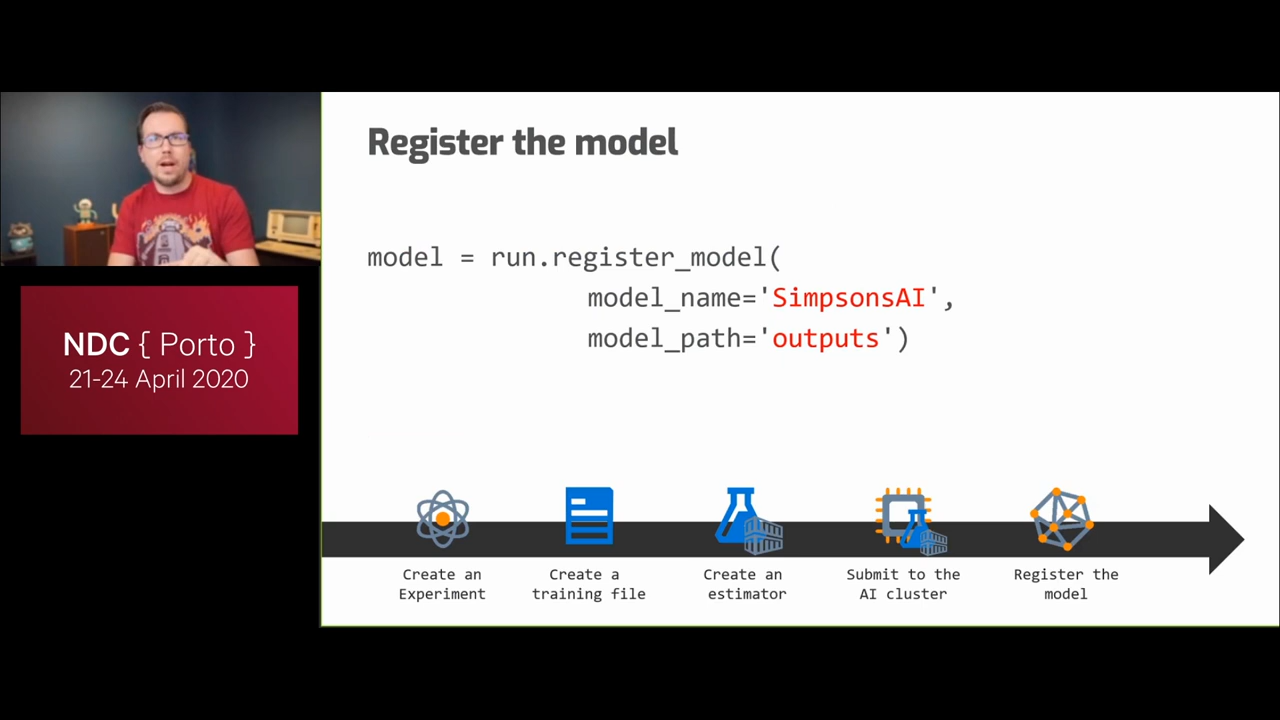 Register the model
model = run.register_model(
model_name='SimpsonsAI',
model_path='outputs')
NDC { Porto }
21-24 April 2020
Create an
Experiment
Create a
training file
Create an
estimator
Submit to the
AI cluster
Register the
model